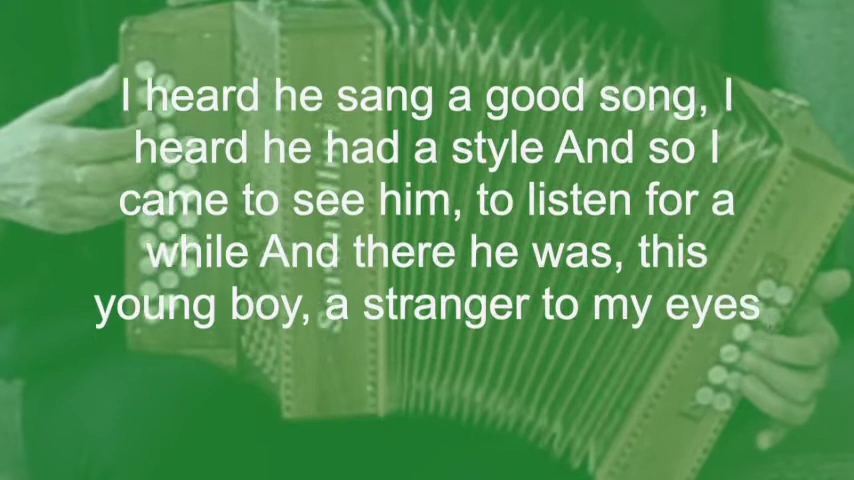 I heard he sang a good song, I
heard he had a style And so I
came to see him, to listen for a
while And there he was, this
young boy, a stranger to my eyes